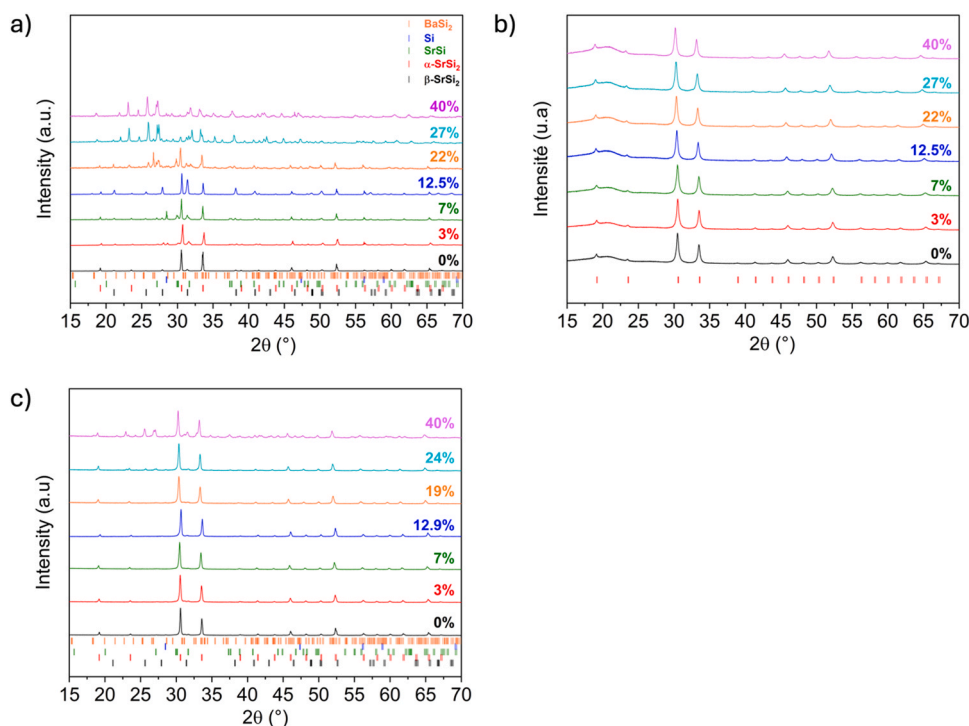 a)
Intensity (a.u.)
BaSi₂
Si
SrSi
α-SrSi₂
β-SrSi₂
40%
27%
22%
12.5%
7%
3%
0%
15 20 25 30 35 40 45 50 55 60 65 70
2θ (°)
b)
Intensité (u.a)
40%
27%
22%
12.5%
7%
3%
0%
15 20 25 30 35 40 45 50 55 60 65 70
2θ (°)
c)
Intensity (a.u)
40%
24%
19%
12.9%
7%
3%
0%
15 20 25 30 35 40 45 50 55 60 65 70
2θ (°)